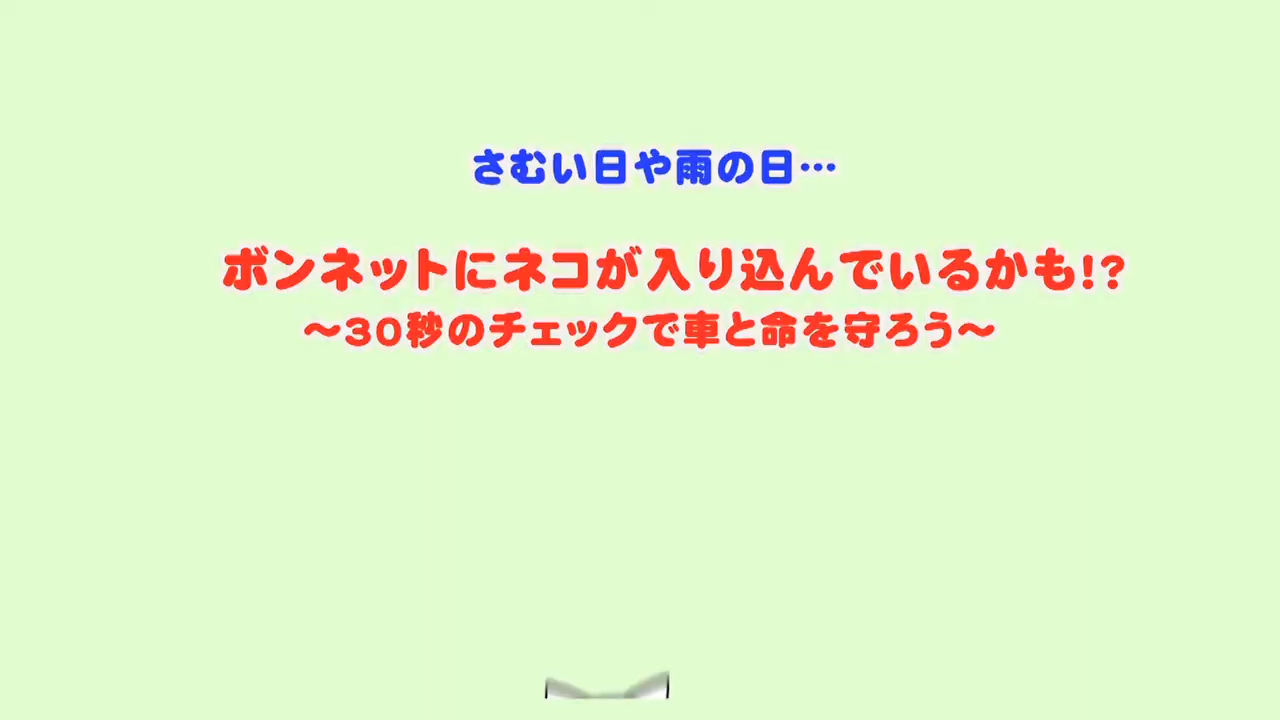 さむい日や雨の日…
ボンネットにネコが入り込んでいるかも!?
〜30秒のチェックで車と命を守ろう〜